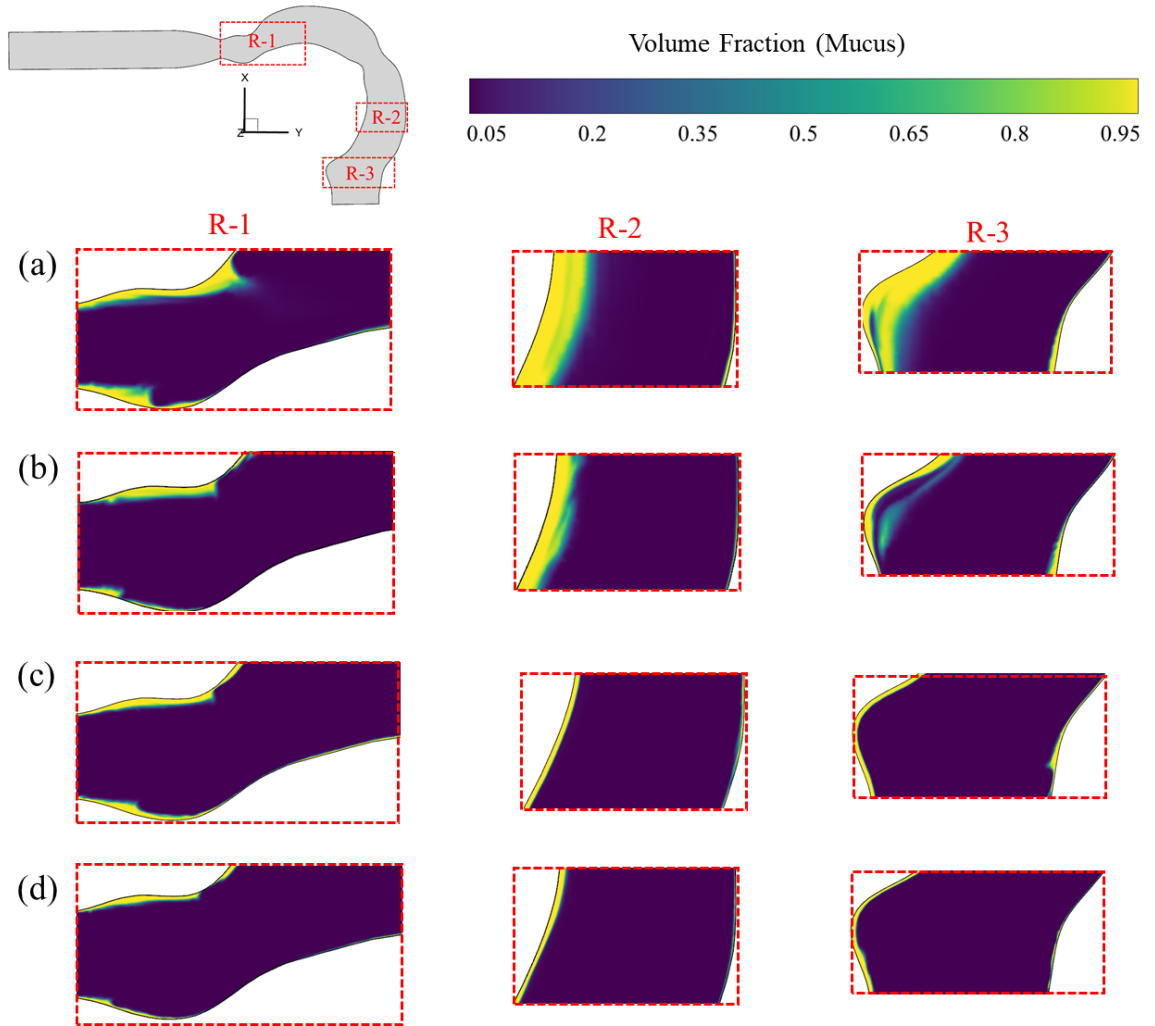 R-1
X
Z
Y
R-2
R-3
Volume Fraction (Mucus)
0.05 0.2 0.35 0.5 0.65 0.8 0.95
R-1 R-2 R-3
(a)
(b)
(c)
(d)